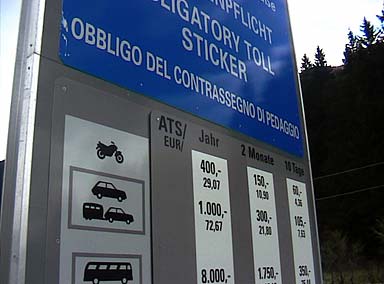 NPFLICHT
LIGATORY TOLL
STICKER
OBBLIGO DEL CONTRASSEGNO DI PEDAGGIO
ATS/ Jahr 2 Monate 10 Tage
EUR/
400,- 150,- 60,-
29,07 10,90 4,36
1.000,- 300,- 105,-
72,67 21,80 7,63
8.000,- 1.750,- 350,-